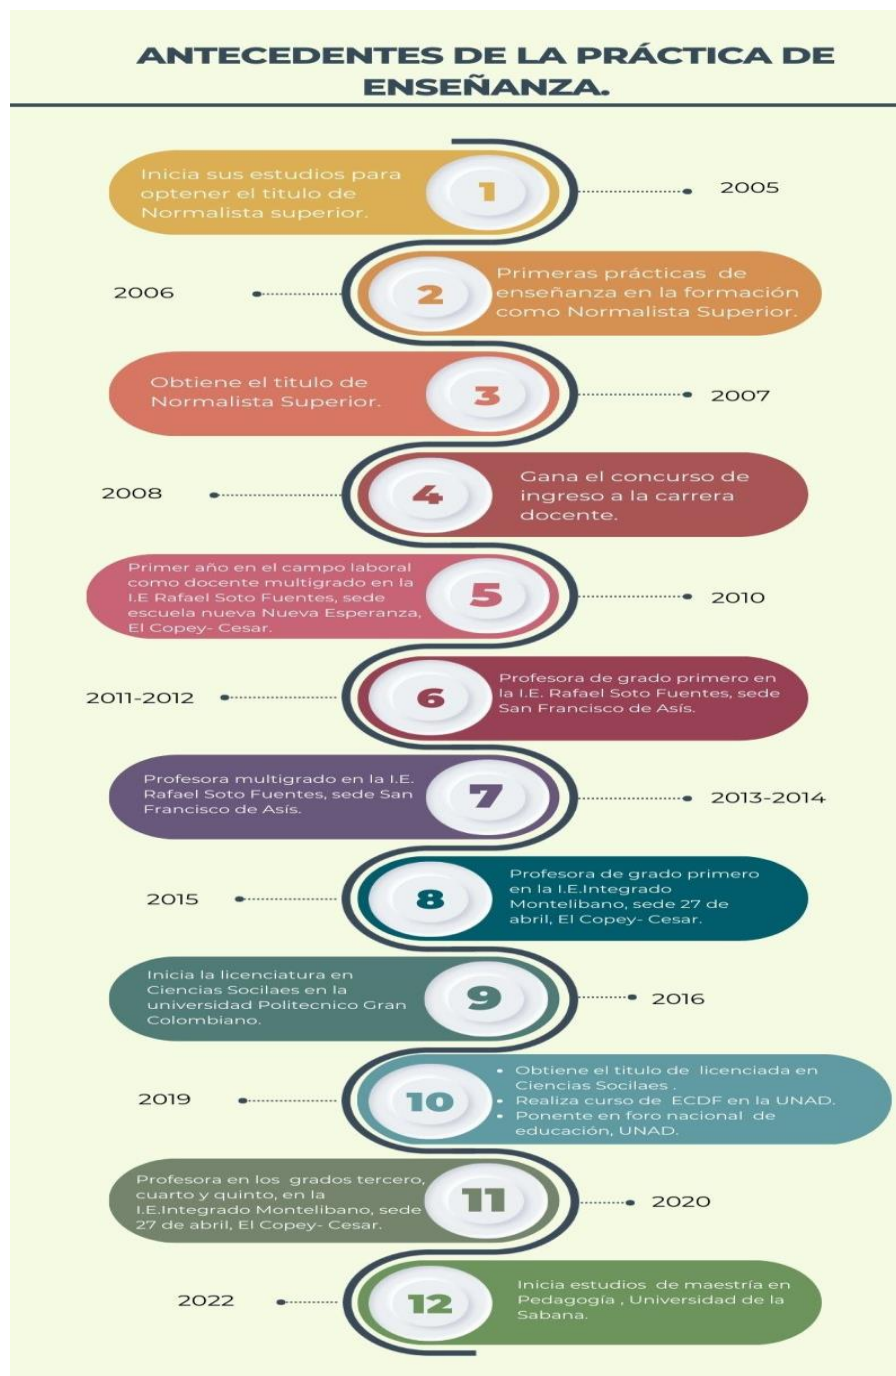 ANTECEDENTES DE LA PRÁCTICA DE
ENSEÑANZA.
Inicia sus estudios para
optener el titulo de
Normalista superior.
1
2005
2006
2
Primeras prácticas de
enseñanza en la formación
como Normalista Superior.
Obtiene el titulo de
Normalista Superior.
3
2007
2008
4
Gana el concurso de
ingreso a la carrera
docente.
Primer año en el campo laboral
como docente multigrado en la
I.E Rafael Soto Fuentes, sede
escuela nueva Nueva Esperanza,
El Copey- Cesar.
5
2010
2011-2012
6
Profesora de grado primero en
la I.E. Rafael Soto Fuentes, sede
San Francisco de Asís.
Profesora multigrado en la I.E.
Rafael Soto Fuentes, sede San
Francisco de Asís.
7
2013-2014
2015
8
Profesora de grado primero
en la I.E.Integrado
Montelibano, sede 27 de
abril, El Copey- Cesar.
Inicia la licenciatura en
Ciencias Socilaes en la
universidad Politecnico Gran
Colombiano.
9
2016
2019
10
• Obtiene el titulo de licenciada en
Ciencias Socilaes .
• Realiza curso de ECDF en la UNAD.
• Ponente en foro nacional de
educación, UNAD.
Profesora en los grados tercero,
cuarto y quinto, en la
I.E.Integrado Montelibano, sede
27 de abril, El Copey- Cesar.
11
2020
2022
12
Inicia estudios de maestría en
Pedagogía , Universidad de la
Sabana.